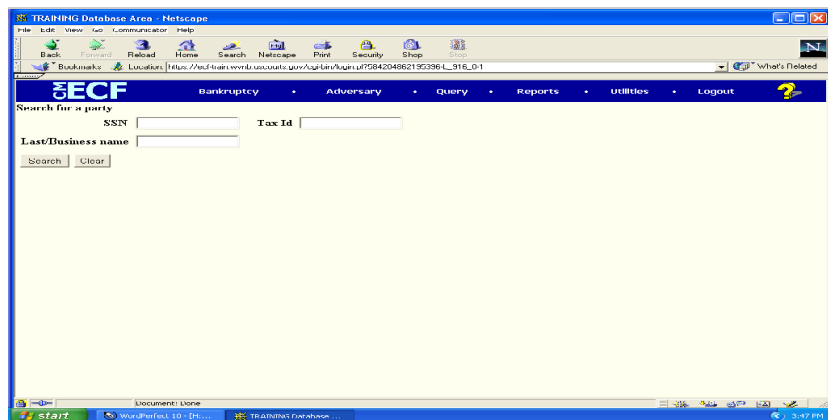 TRAINING Database Area - Netscape
File Edit View Go Communicator Help
Back Forward Reload Home Search Netscape Print Security Shop Stop
N
Bookmarks Location: https://ecf-train.wvnb.uscourts.gov/cgi-bin/login.pl?584204862195396-L_916_0-1 What's Related
CM ECF Bankruptcy • Adversary • Query • Reports • Utilities • Logout ?
Search for a party
SSN Tax Id
Last/Business name
Search Clear
Document: Done
start WordPerfect 10 - [H:... TRAINING Database ... 3:47 PM